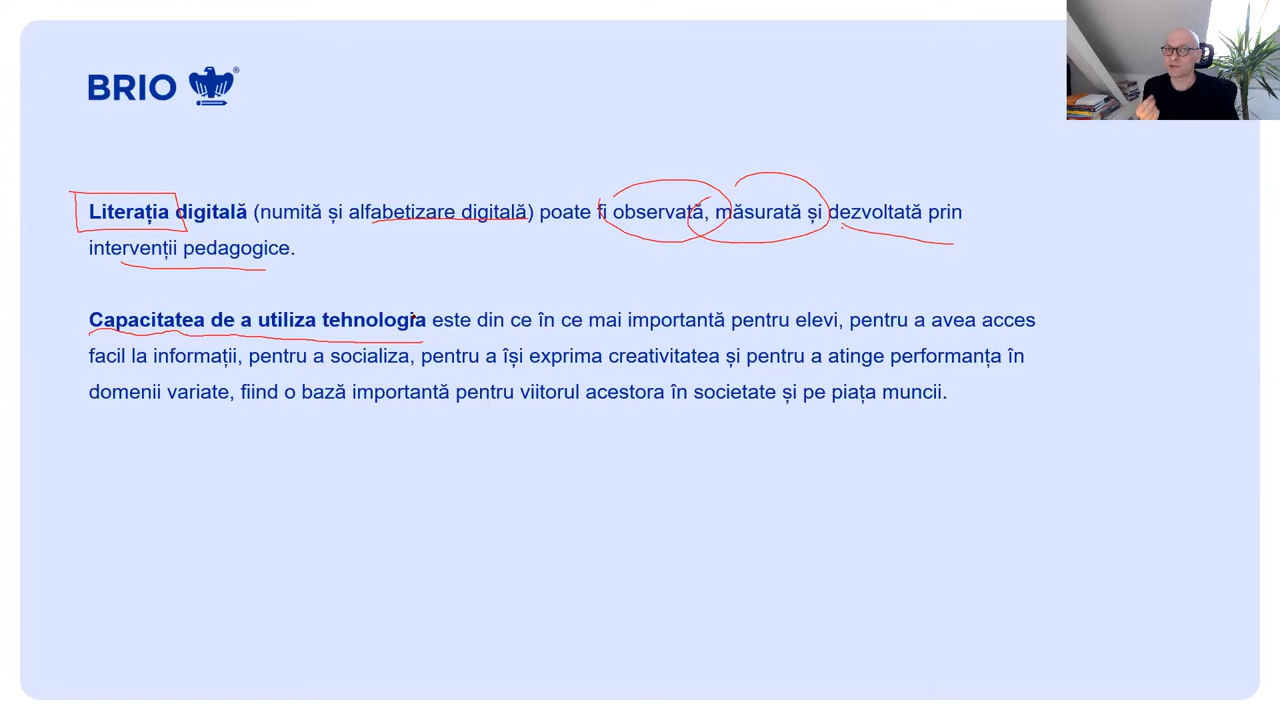 BRIO ®
Literația digitală (numită și alfabetizare digitală) poate fi observată, măsurată și dezvoltată prin
intervenții pedagogice.
Capacitatea de a utiliza tehnologia este din ce în ce mai importantă pentru elevi, pentru a avea acces
facil la informații, pentru a socializa, pentru a își exprima creativitatea și pentru a atinge performanța în
domenii variate, fiind o bază importantă pentru viitorul acestora în societate și pe piața muncii.